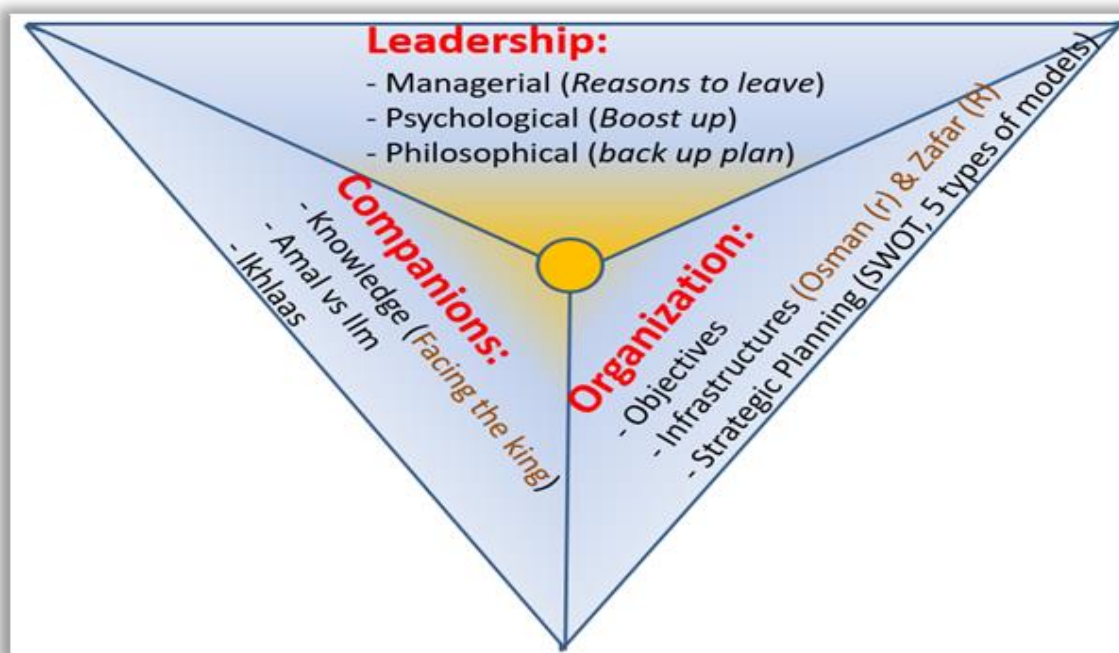 Leadership:
- Managerial (Reasons to leave)
- Psychological (Boost up)
- Philosophical (back up plan)
Companions:
- Knowledge (Facing the king)
- Amal vs Ilm
- Ikhlaas
Organization:
- Objectives
- Infrastructures (Osman (r) & Zafar (R)
- Strategic Planning (SWOT, 5 types of models)